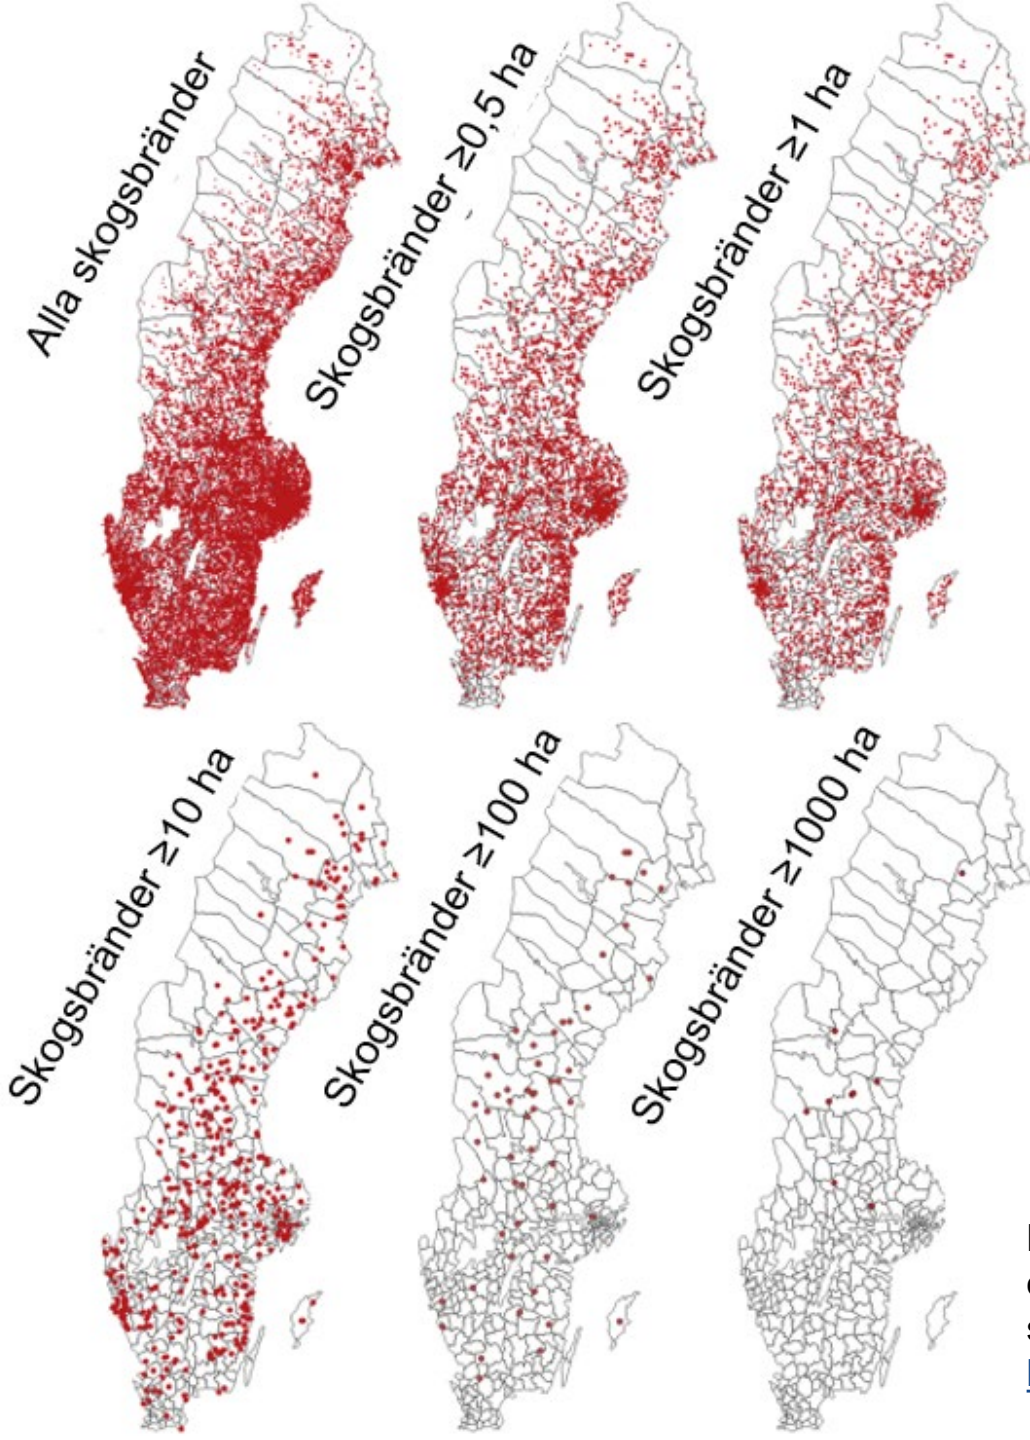 Alla skogsbränder
Skogsbränder ≥0,5 ha
Skogsbränder ≥1 ha
Skogsbränder ≥10 ha
Skogsbränder ≥100 ha
Skogsbränder ≥1000 ha